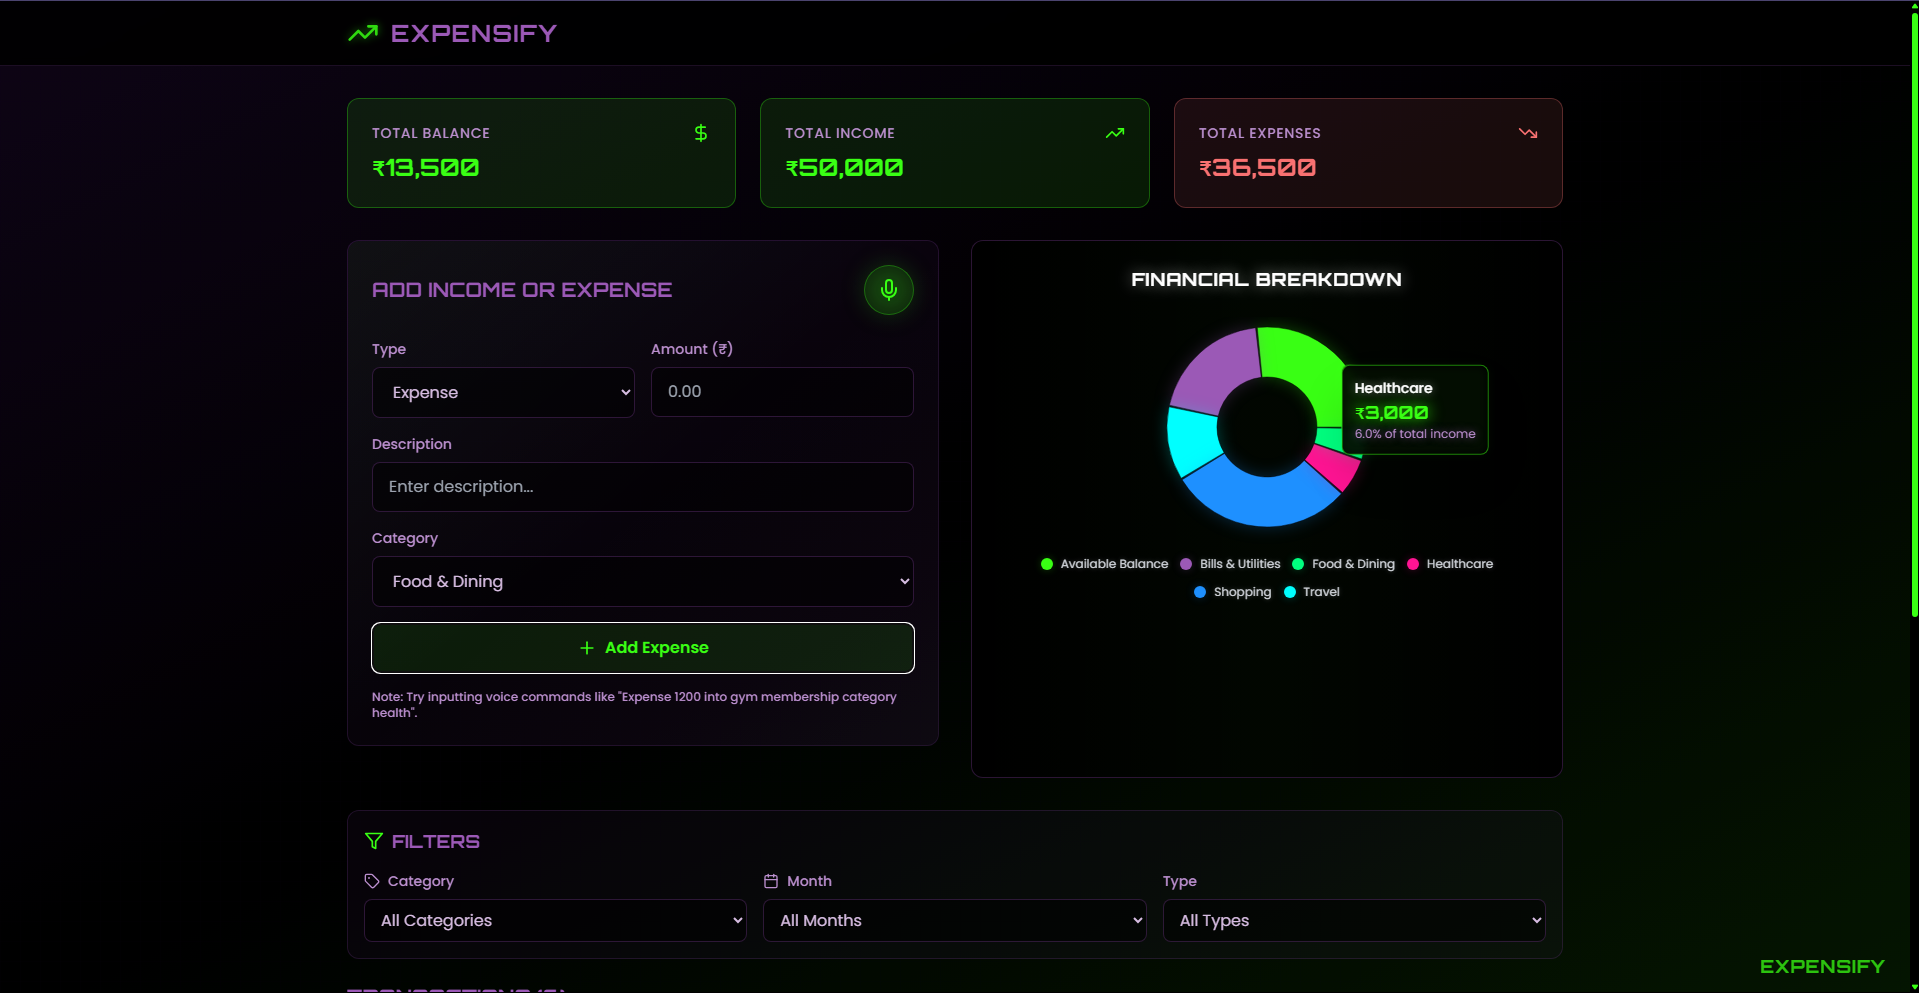 EXPENSIFY
TOTAL BALANCE
₹13,500
TOTAL INCOME
₹50,000
TOTAL EXPENSES
₹36,500
ADD INCOME OR EXPENSE
Type
Amount (₹)
Expense
0.00
Description
Enter description...
Category
Food & Dining
Add Expense
Note: Try inputting voice commands like "Expense 1200 into gym membership category
health".
FINANCIAL BREAKDOWN
Healthcare
₹3,000
6.0% of total income
Available Balance
Bills & Utilities
Food & Dining
Healthcare
Shopping
Travel
FILTERS
Category
Month
Type
All Categories
All Months
All Types
EXPENSIFY